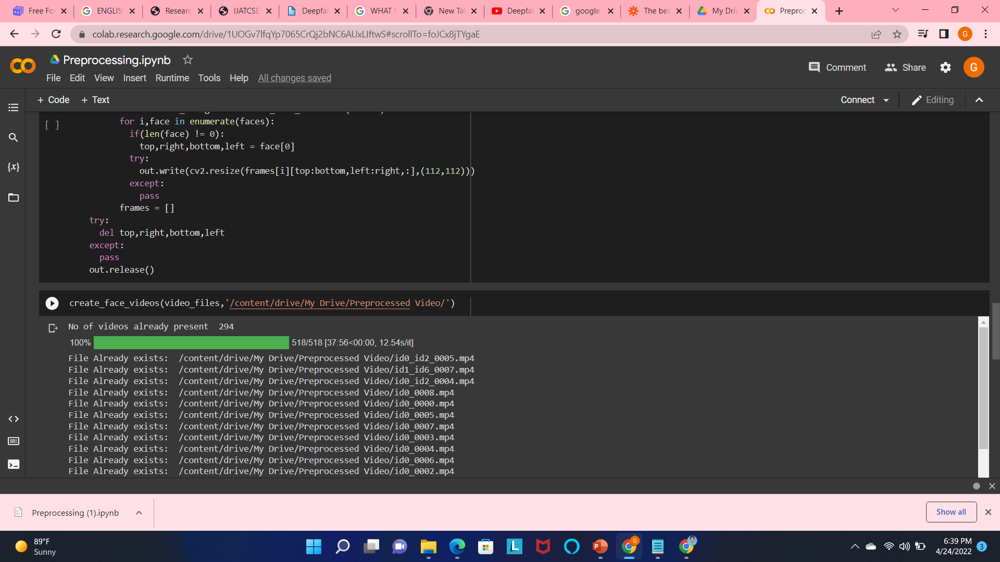 Free Fo
ENGLIS
Researc
IJATCSE
Deepfa
WHAT I
New Ta
Deepfa
google
The bes
My Driv
Preproc
colab.research.google.com/drive/1UOGv7lfqYp7065CrQj2bNC6AUxLIftwS#scrollTo=foJCx8jTYgaE
G
Preprocessing.ipynb
Comment
Share
G
File Edit View Insert Runtime Tools Help All changes saved
+ Code + Text
Connect
Editing
[ ]
for i,face in enumerate(faces):
if(len(face) != 0):
top,right,bottom,left = face[0]
try:
out.write(cv2.resize(frames[i][top:bottom,left:right,:],(112,112)))
except:
pass
frames = []
try:
del top,right,bottom,left
except:
pass
out.release()
{x}
create_face_videos(video_files,'/content/drive/My Drive/Preprocessed Video/')
No of videos already present 294
100% 518/518 [37:56<00:00, 12.54s/it]
File Already exists: /content/drive/My Drive/Preprocessed Video/id0_id2_0005.mp4
File Already exists: /content/drive/My Drive/Preprocessed Video/id1_id6_0007.mp4
File Already exists: /content/drive/My Drive/Preprocessed Video/id0_id2_0004.mp4
File Already exists: /content/drive/My Drive/Preprocessed Video/id0_0008.mp4
File Already exists: /content/drive/My Drive/Preprocessed Video/id0_0000.mp4
File Already exists: /content/drive/My Drive/Preprocessed Video/id0_0005.mp4
File Already exists: /content/drive/My Drive/Preprocessed Video/id0_0007.mp4
File Already exists: /content/drive/My Drive/Preprocessed Video/id0_0003.mp4
File Already exists: /content/drive/My Drive/Preprocessed Video/id0_0004.mp4
File Already exists: /content/drive/My Drive/Preprocessed Video/id0_0006.mp4
File Already exists: /content/drive/My Drive/Preprocessed Video/id0_0002.mp4
Preprocessing (1).ipynb
Show all
89°F
Sunny
L
P
G
6:39 PM
4/24/2022
3